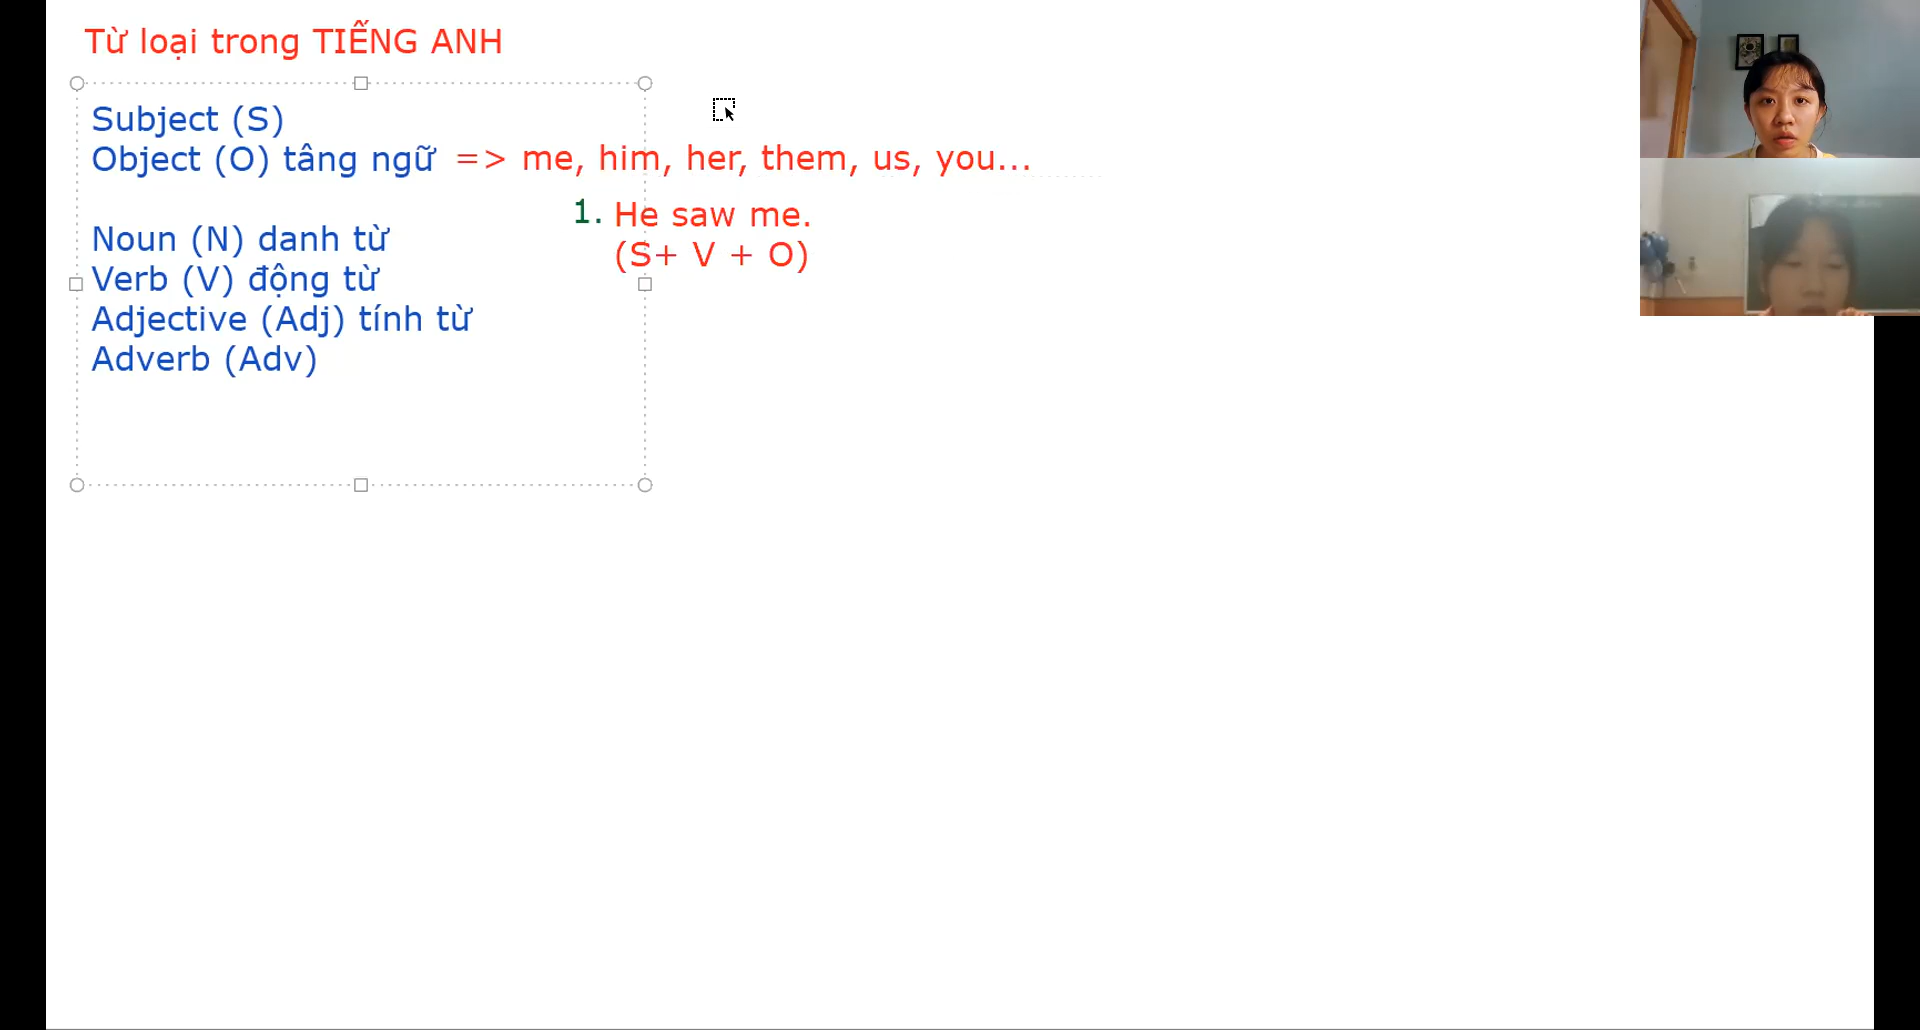 Từ loại trong TIẾNG ANH
Subject (S)
Object (O) tâng ngữ => me, him, her, them, us, you...
1. He saw me.
(S+ V + O)
Noun (N) danh từ
Verb (V) động từ
Adjective (Adj) tính từ
Adverb (Adv)